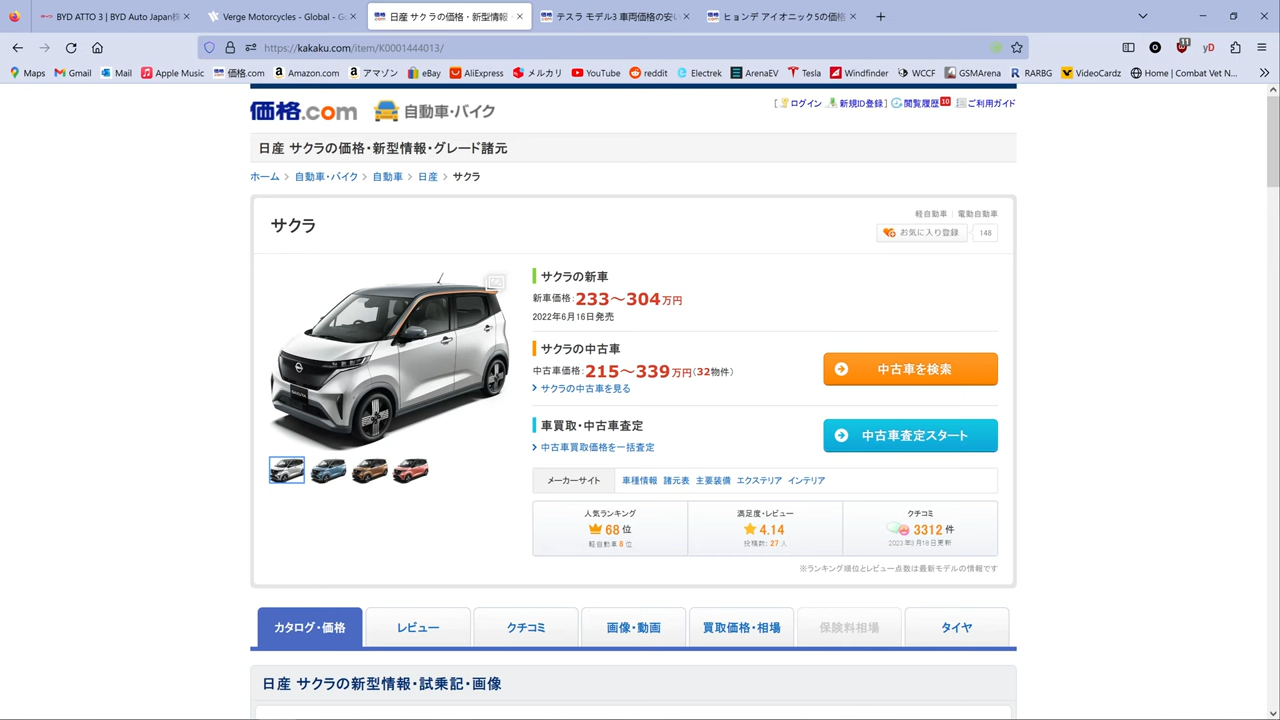 BYD ATTO 3 | BYD Auto Japan株
Verge Motorcycles - Global - Go
日産 サクラの価格・新型情報・
テスラ モデル3 車両価格の安い
ヒョンデ アイオニック5の価格
https://kakaku.com/item/K0001444013/
11
yD
Maps
Gmail
Mail
Apple Music
価格.com
Amazon.com
アマゾン
eBay
AliExpress
メルカリ
YouTube
reddit
Electrek
ArenaEV
Tesla
Windfinder
WCCF
GSMArena
RARBG
VideoCardz
Home | Combat Vet N...
価格.com 自動車・バイク
[ ログイン 新規ID登録 ] 閲覧履歴 10 ご利用ガイド
日産 サクラの価格・新型情報・グレード諸元
ホーム > 自動車・バイク > 自動車 > 日産 > サクラ
サクラ
軽自動車 | 電動自動車
お気に入り登録 148
サクラの新車
新車価格: 233~304 万円
2022年6月16日発売
サクラの中古車
中古車価格: 215~339 万円 (32物件)
サクラの中古車を見る
中古車を検索
車買取・中古車査定
中古車買取価格を一括査定
中古車査定スタート
メーカーサイト 車種情報 諸元表 主要装備 エクステリア インテリア
人気ランキング
68 位
軽自動車 8 位
満足度・レビュー
4.14
投稿数: 27 人
クチコミ
3312 件
2023年3月18日更新
※ランキング順位とレビュー点数は最新モデルの情報です
カタログ・価格
レビュー
クチコミ
画像・動画
買取価格・相場
保険料相場
タイヤ
日産 サクラの新型情報・試乗記・画像